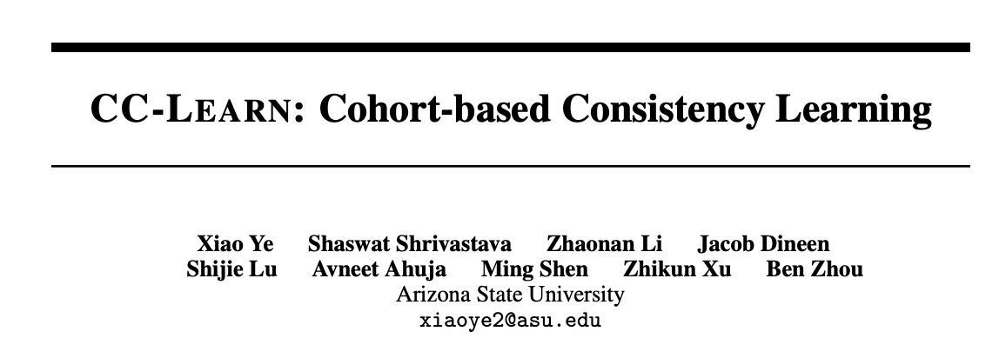 CC-LEARN: Cohort-based Consistency Learning
Xiao Ye Shaswat Shrivastava Zhaonan Li Jacob Dineen
Shijie Lu Avneet Ahuja Ming Shen Zhikun Xu Ben Zhou
Arizona State University
xiaoye2@asu.edu